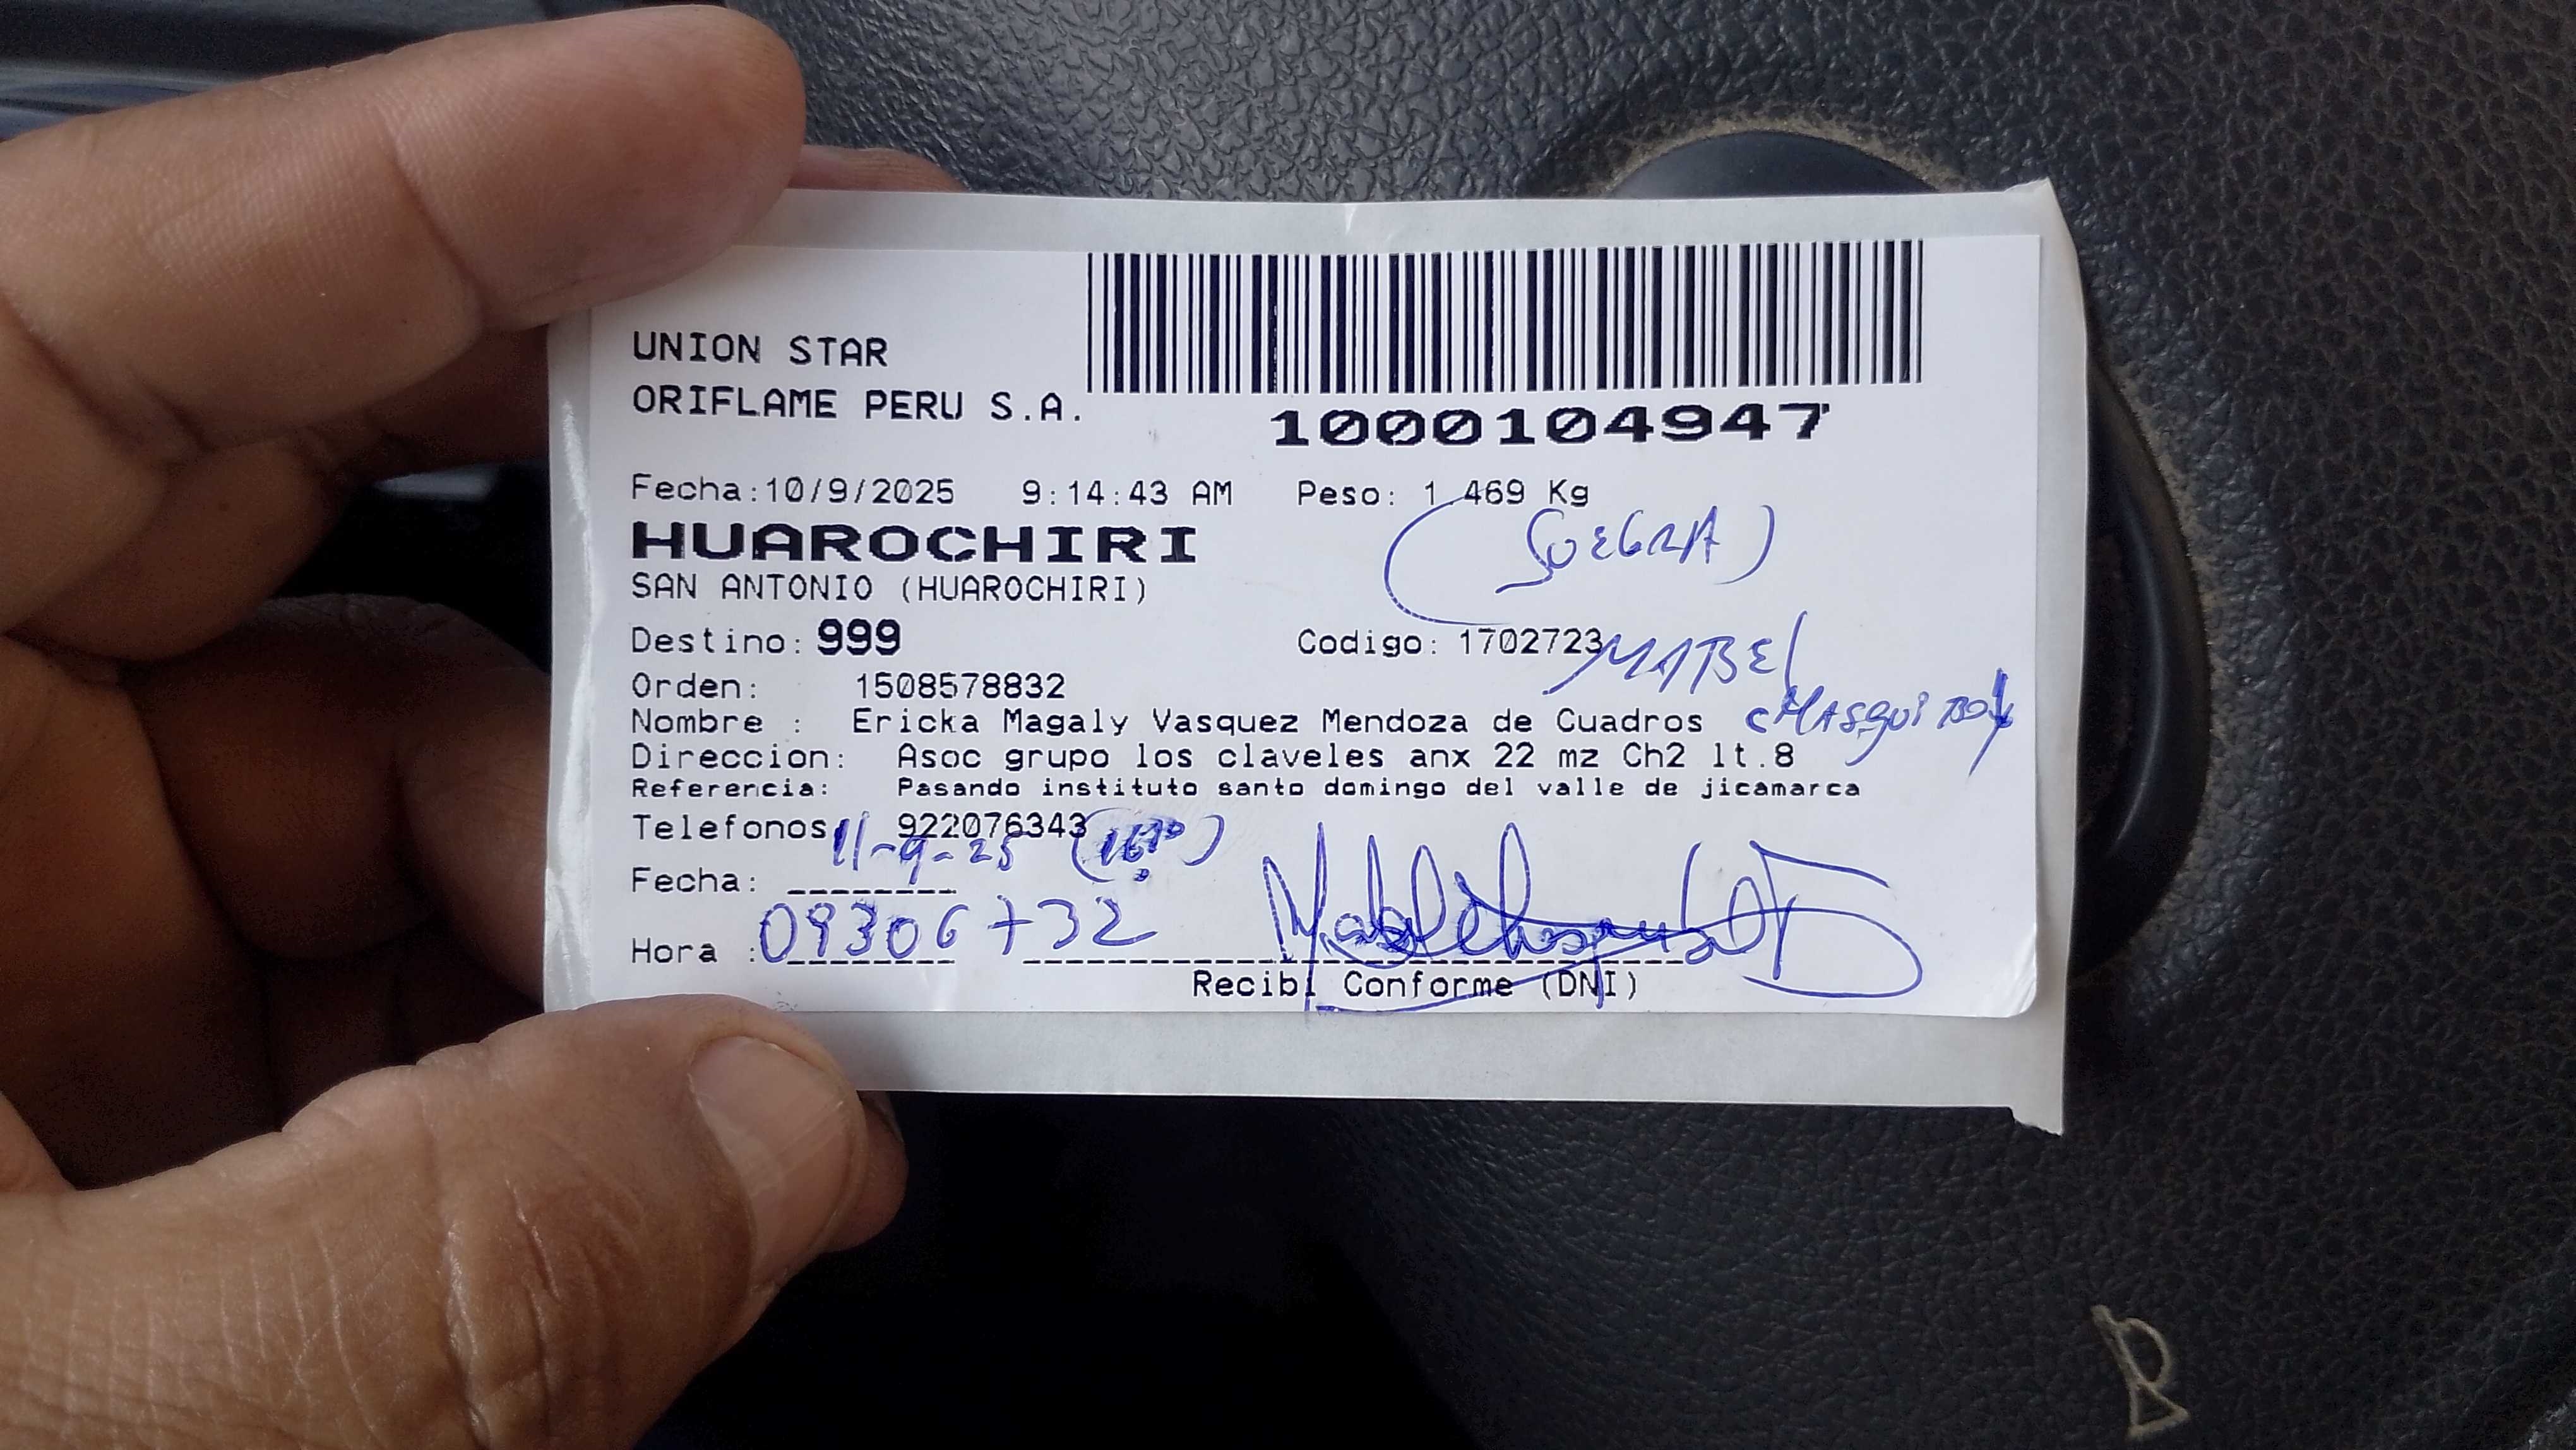 UNION STAR
ORIFLAME PERU S.A.
1000104947
Fecha:10/9/2025 9:14:43 AM Peso: 1.469 Kg
HUAROCHIRI
(SUEGRA)
SAN ANTONIO (HUAROCHIRI)
Destino: 999 Codigo: 1702723
MABEL
Orden: 1508578832
Nombre : Ericka Magaly Vasquez Mendoza de Cuadros
Direccion: Asoc grupo los claveles anx 22 mz Ch2 lt.8
Referencia: Pasando instituto santo domingo del valle de jicamarca
Telefonos 922076343
Fecha: 11-9-25
Hora : 09306732
Recibi Conforme (DNI)